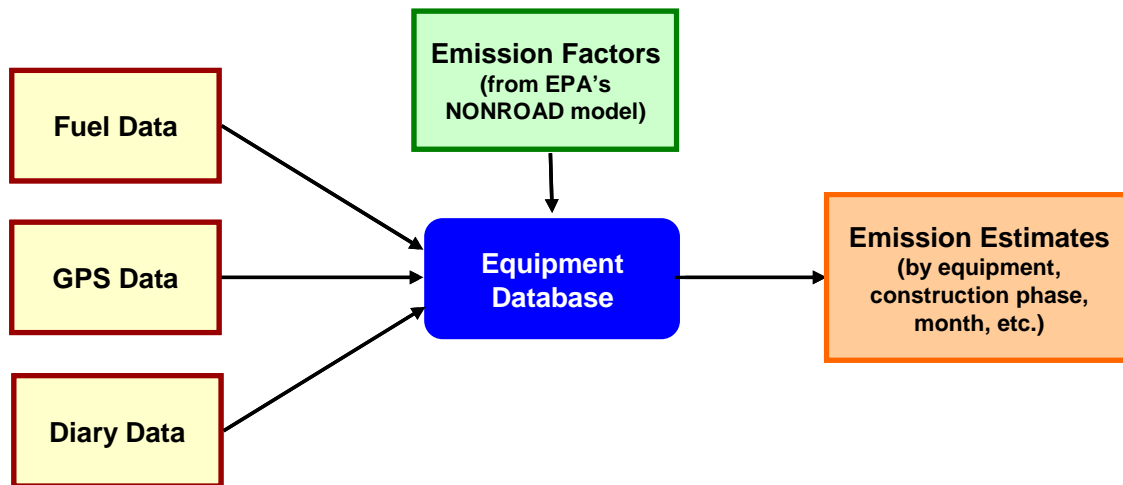 Emission Factors
(from EPA's
NONROAD model)
Fuel Data
GPS Data
Diary Data
Equipment
Database
Emission Estimates
(by equipment,
construction phase,
month, etc.)